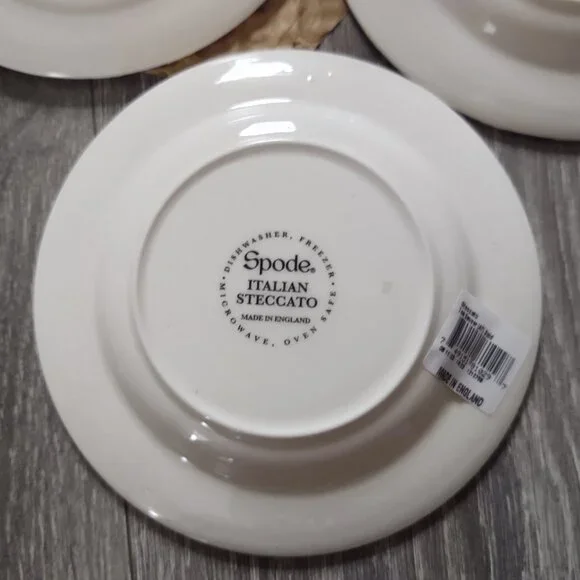 DISHWASHER, FREEZER
Spode®
ITALIAN
STECCATO
MADE IN ENGLAND
MICROWAVE, OVEN SAFE
MADE IN ENGLAND